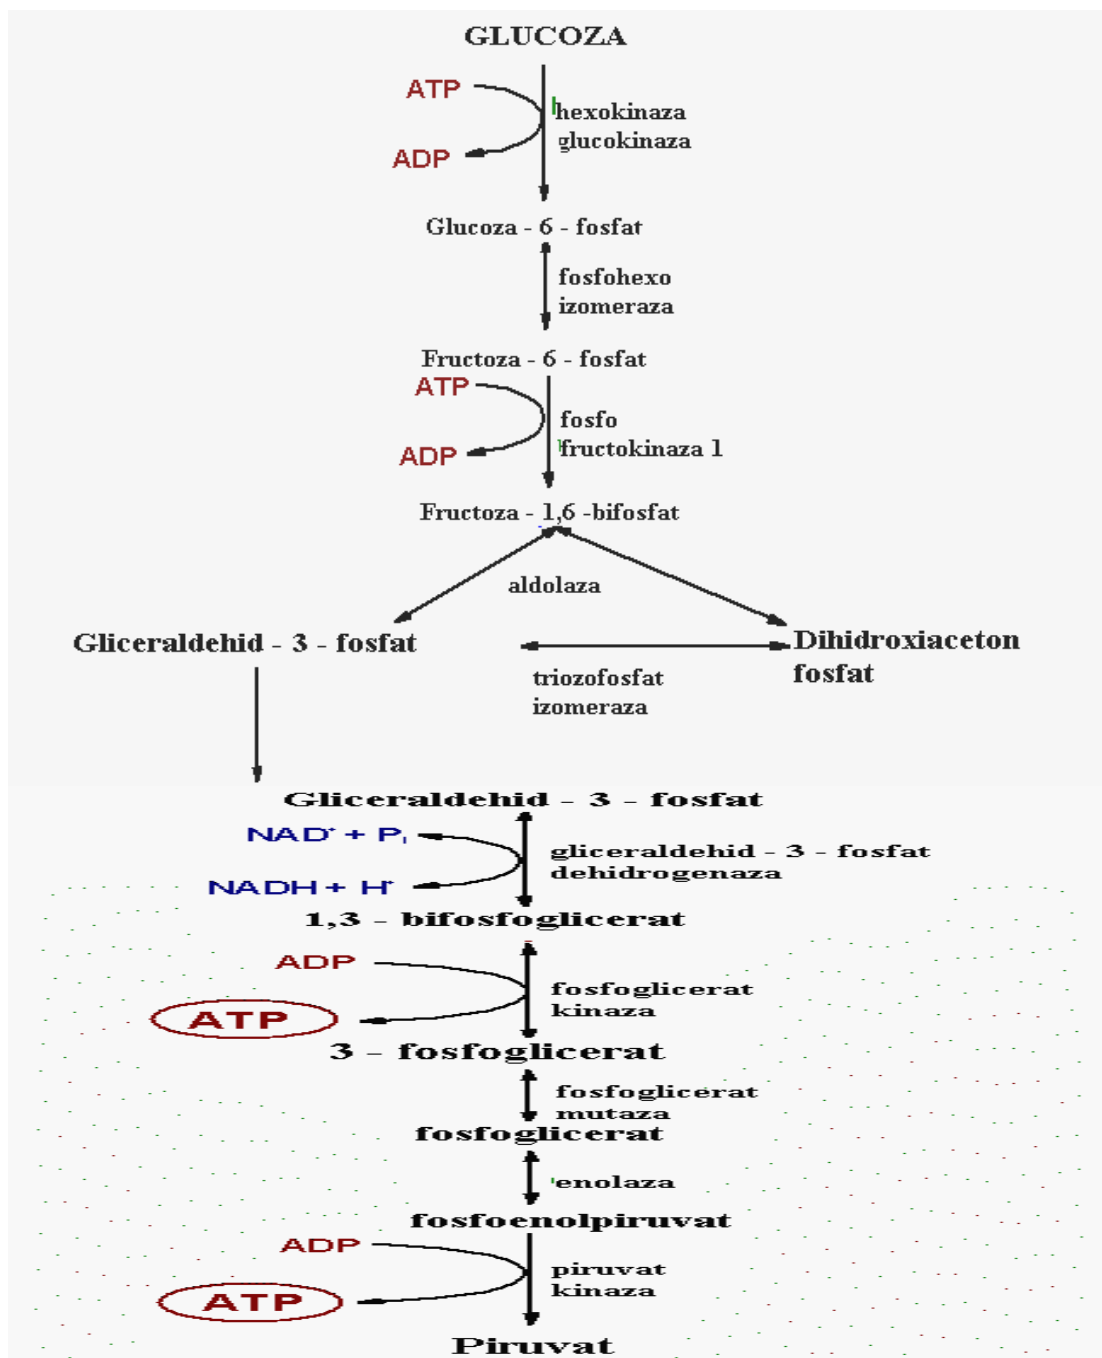 GLUCOZA
ATP
hexokinaza
glucokinaza
ADP
Glucoza - 6 - fosfat
fosfohexo
izomeraza
Fructoza - 6 - fosfat
ATP
fosfo
fructokinaza 1
ADP
Fructoza - 1,6 -bifosfat
aldolaza
Gliceraldehid - 3 - fosfat
Dihidroxiaceton
fosfat
triozofosfat
izomeraza
Gliceraldehid - 3 - fosfat
NAD⁺ + Pᵢ
gliceraldehid - 3 - fosfat
dehidrogenaza
NADH + H⁺
1,3 - bifosfoglicerat
ADP
fosfoglicerat
kinaza
ATP
3 - fosfoglicerat
fosfoglicerat
mutaza
fosfoglicerat
enolaza
fosfoenolpiruvat
ADP
piruvat
kinaza
ATP
Piruvat